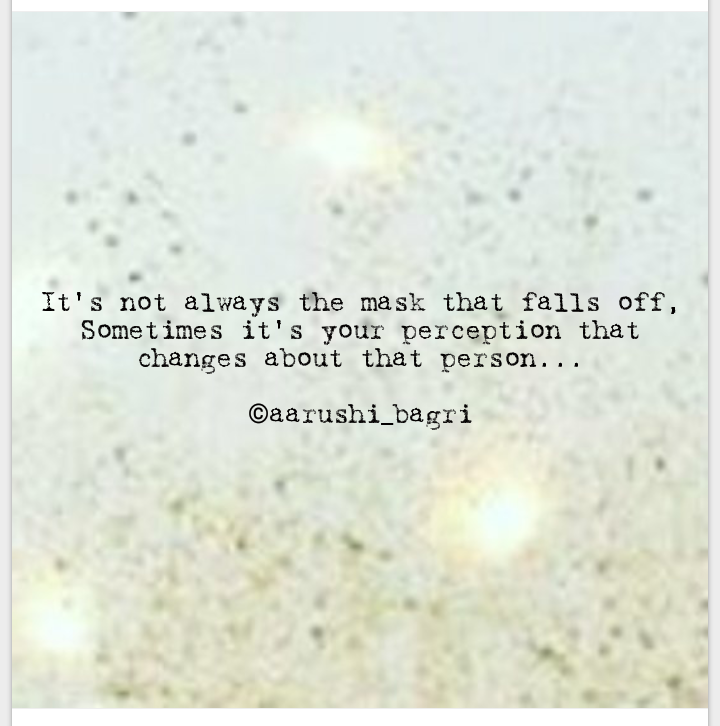 It's not always the mask that falls off,
Sometimes it's your perception that
changes about that person...
©aarushi_bagri